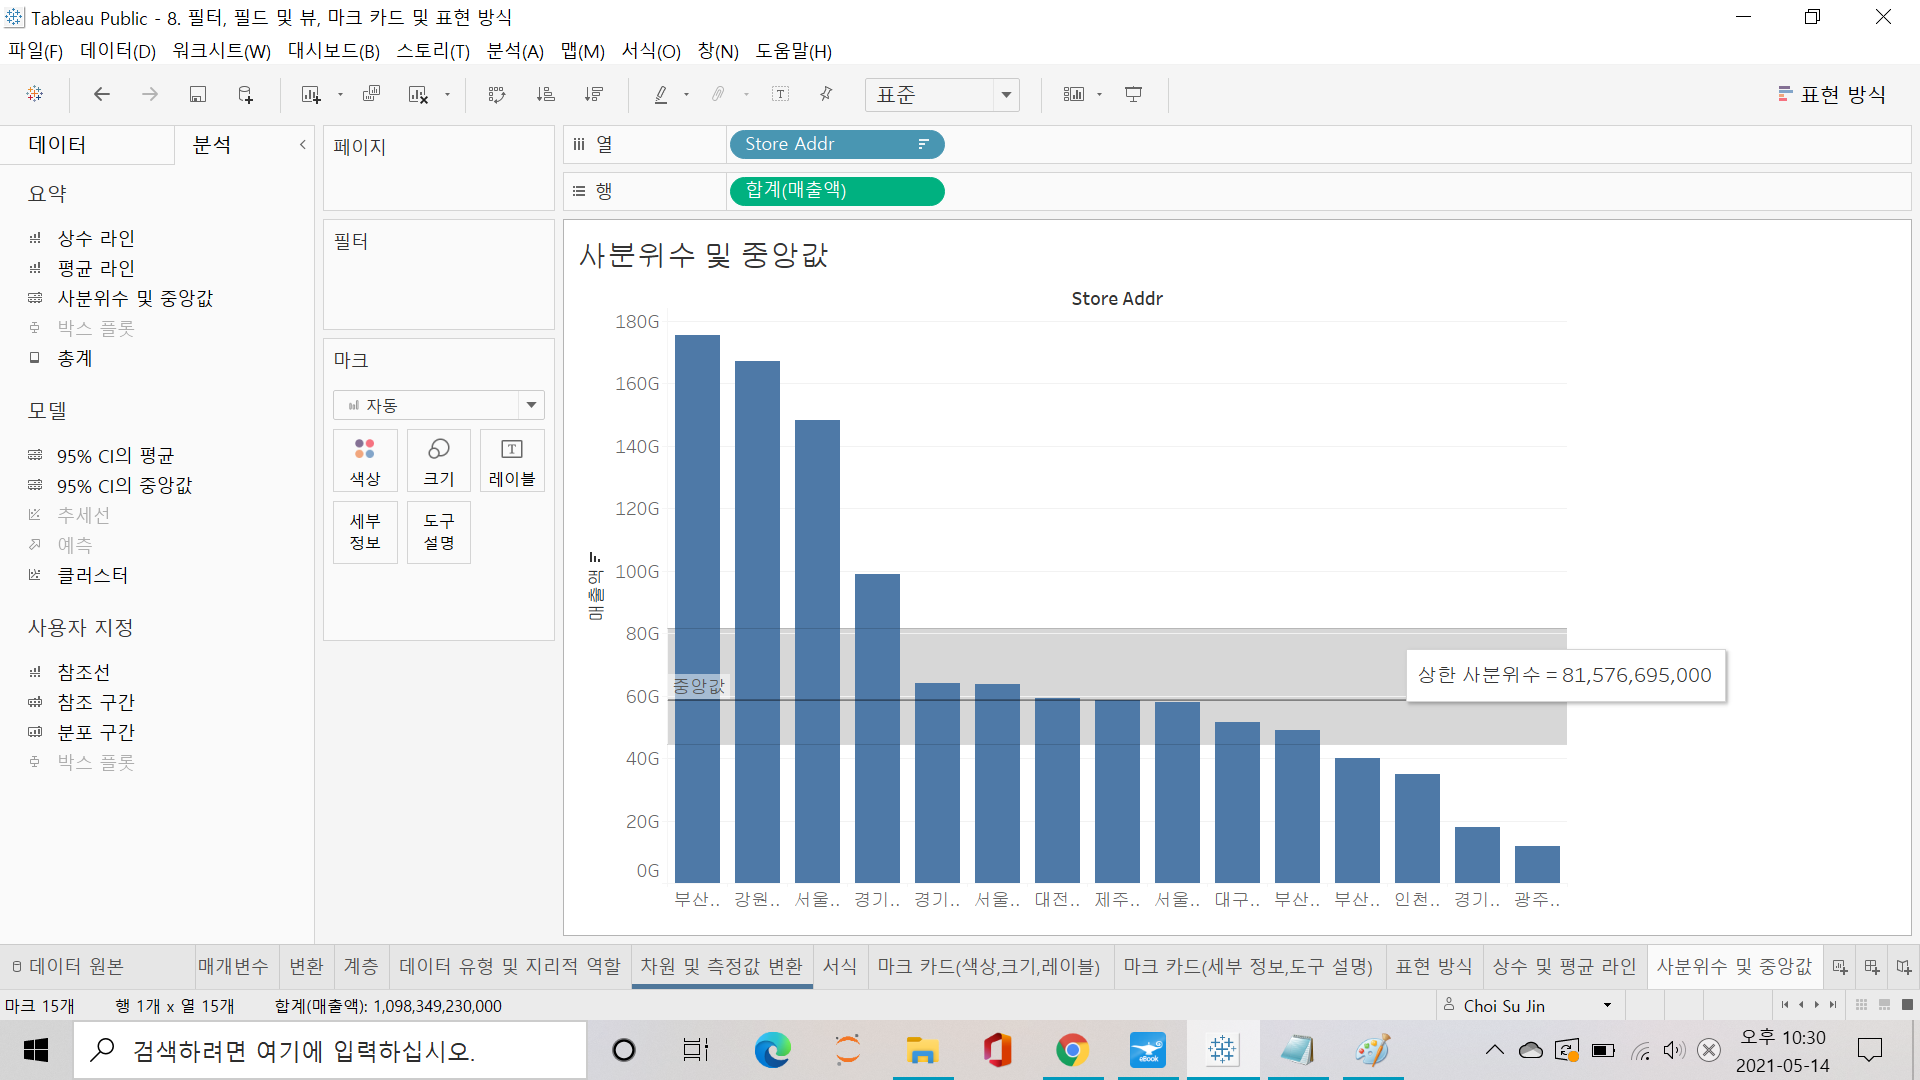 Tableau Public - 8. 필터, 필드 및 뷰, 마크 카드 및 표현 방식
파일(F) 데이터(D) 워크시트(W) 대시보드(B) 스토리(T) 분석(A) 맵(M) 서식(O) 창(N) 도움말(H)
표준
표현 방식
데이터 분석
요약
상수 라인
평균 라인
사분위수 및 중앙값
박스 플롯
총계
모델
95% CI의 평균
95% CI의 중앙값
추세선
예측
클러스터
사용자 지정
참조선
참조 구간
분포 구간
박스 플롯
페이지
필터
마크
자동
색상 크기 레이블
세부 정보
도구 설명
열 Store Addr
행 합계(매출액)
사분위수 및 중앙값
Store Addr
매출액
180G
160G
140G
120G
100G
80G
60G
40G
20G
0G
중앙값
상한 사분위수 = 81,576,695,000
부산.. 강원.. 서울.. 경기.. 경기.. 서울.. 대전.. 제주.. 서울.. 대구.. 부산.. 부산.. 인천.. 경기.. 광주..
데이터 원본 매개변수 변환 계층 데이터 유형 및 지리적 역할 차원 및 측정값 변환 서식 마크 카드(색상,크기,레이블) 마크 카드(세부 정보,도구 설명) 표현 방식 상수 및 평균 라인 사분위수 및 중앙값
마크 15개 행 1개 x 열 15개 합계(매출액): 1,098,349,230,000 Choi Su Jin
검색하려면 여기에 입력하십시오.
eBook
오후 10:30
2021-05-14